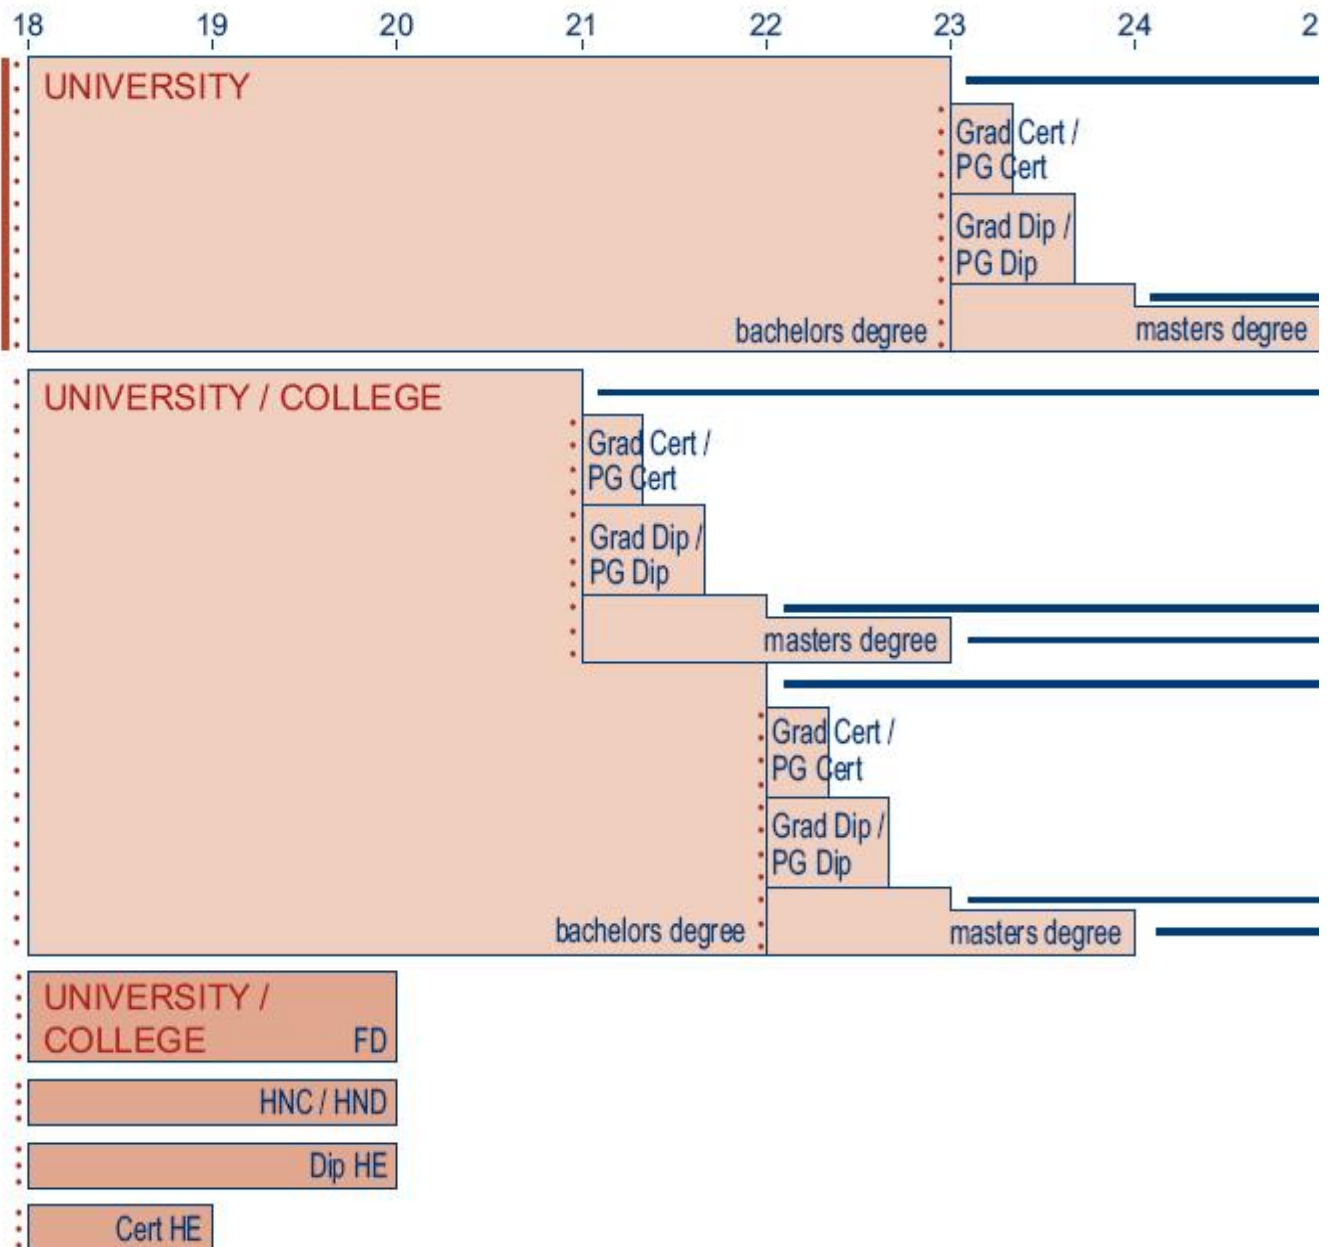 18 19 20 21 22 23 24 2
UNIVERSITY
Grad Cert /
PG Cert
Grad Dip /
PG Dip
bachelors degree
masters degree
UNIVERSITY / COLLEGE
Grad Cert /
PG Cert
Grad Dip /
PG Dip
masters degree
Grad Cert /
PG Cert
Grad Dip /
PG Dip
bachelors degree
masters degree
UNIVERSITY /
COLLEGE
FD
HNC / HND
Dip HE
Cert HE